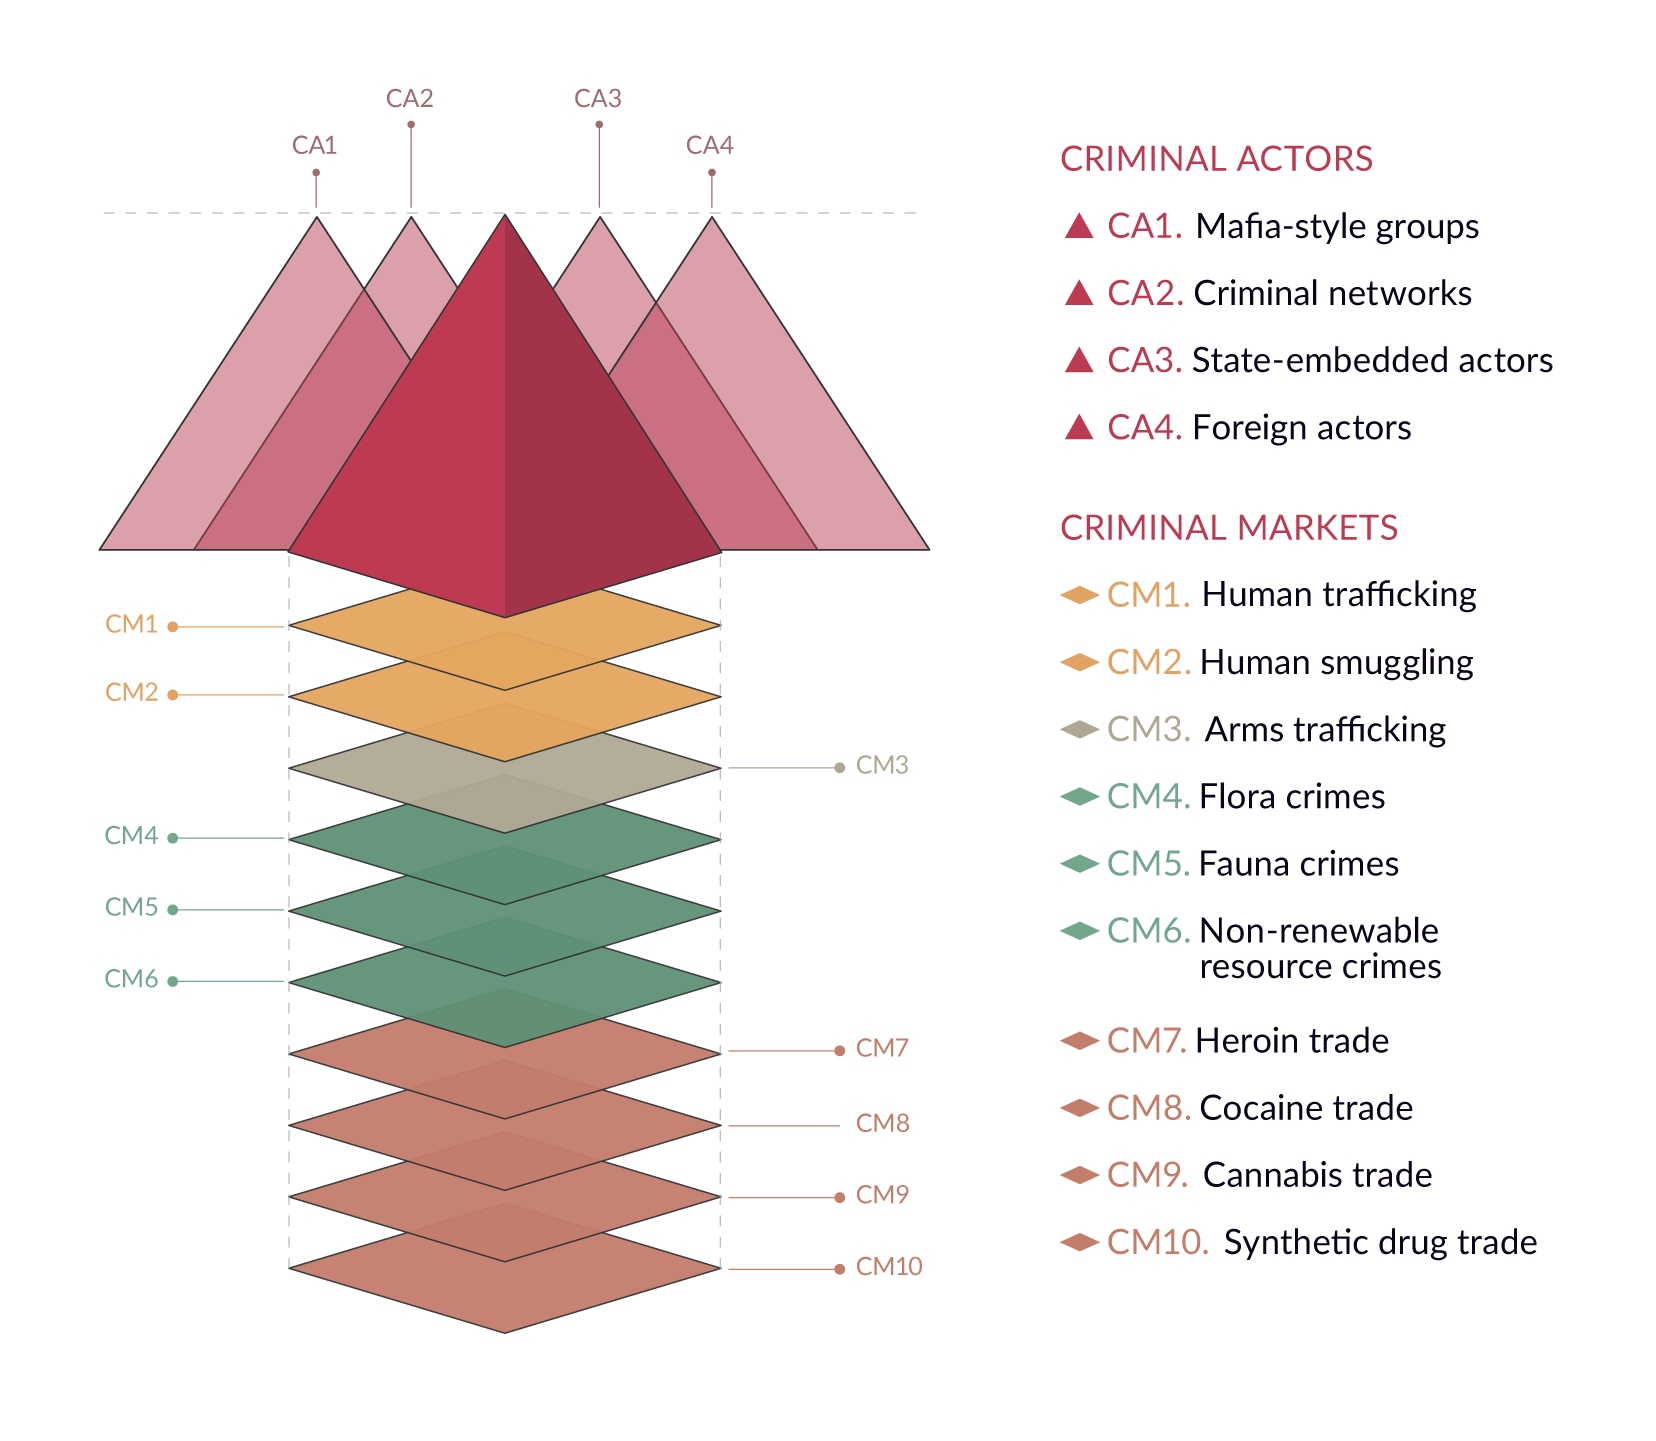 CA1
CA2
CA3
CA4
CM1
CM2
CM3
CM4
CM5
CM6
CM7
CM8
CM9
CM10
CRIMINAL ACTORS
CA1. Mafia-style groups
CA2. Criminal networks
CA3. State-embedded actors
CA4. Foreign actors
CRIMINAL MARKETS
CM1. Human trafficking
CM2. Human smuggling
CM3. Arms trafficking
CM4. Flora crimes
CM5. Fauna crimes
CM6. Non-renewable
resource crimes
CM7. Heroin trade
CM8. Cocaine trade
CM9. Cannabis trade
CM10. Synthetic drug trade